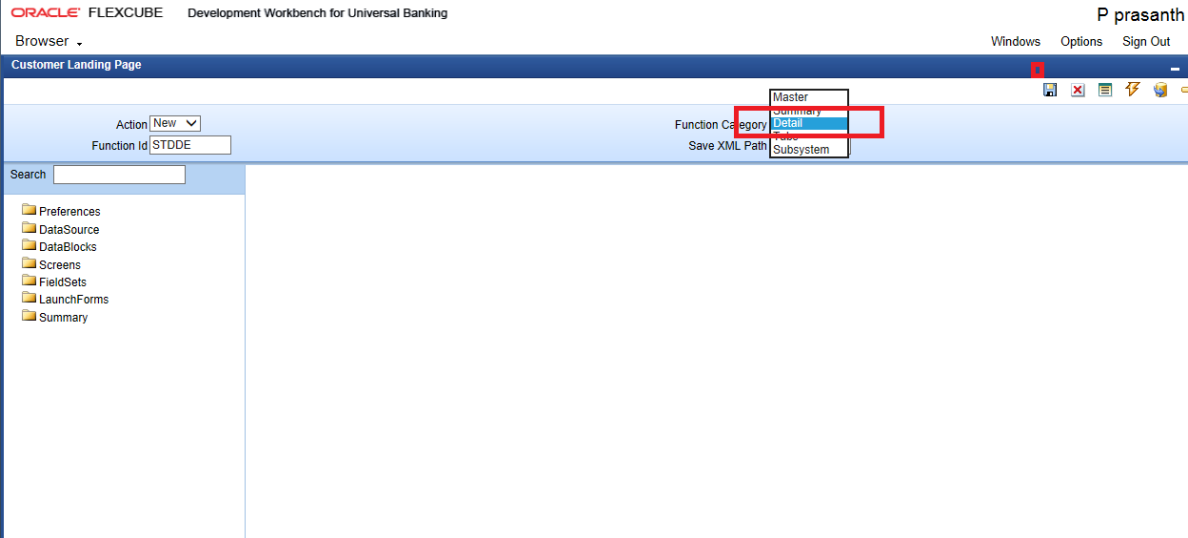 ORACLE FLEXCUBE Development Workbench for Universal Banking
P prasanth
Browser
Windows Options Sign Out
Customer Landing Page
Master
Summary
Action New Function Category Detail
Tabs
Function Id STDDE Save XML Path Subsystem
Search
Preferences
DataSource
DataBlocks
Screens
FieldSets
LaunchForms
Summary